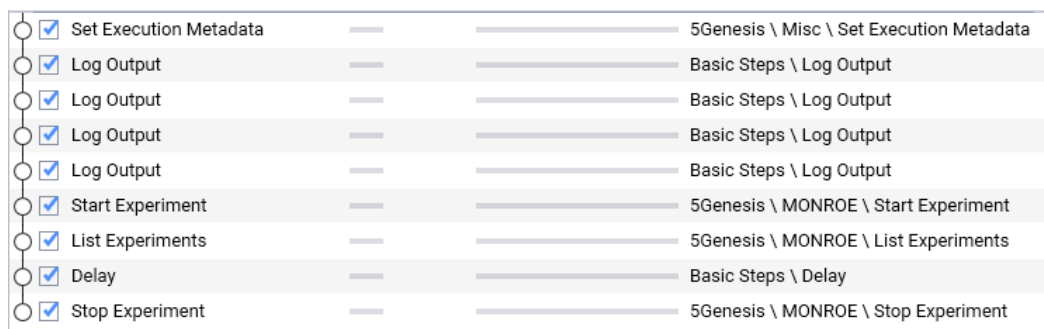 Set Execution Metadata 5Genesis \ Misc \ Set Execution Metadata
Log Output Basic Steps \ Log Output
Log Output Basic Steps \ Log Output
Log Output Basic Steps \ Log Output
Log Output Basic Steps \ Log Output
Start Experiment 5Genesis \ MONROE \ Start Experiment
List Experiments 5Genesis \ MONROE \ List Experiments
Delay Basic Steps \ Delay
Stop Experiment 5Genesis \ MONROE \ Stop Experiment